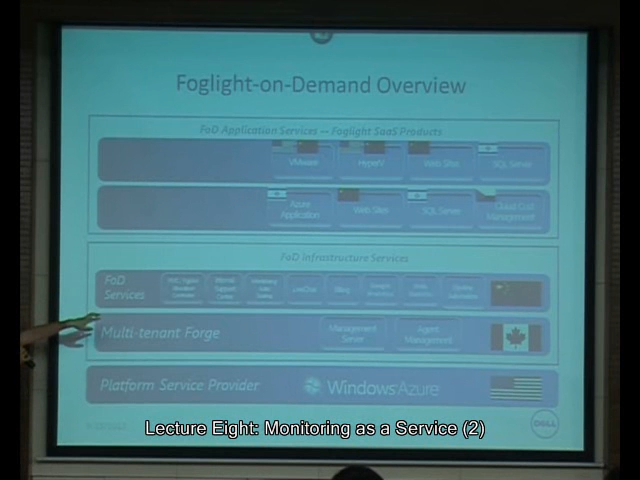 Foglight-on-Demand Overview
FoD Application Services -- Foglight SaaS Products
VMware
HyperV
Web Sites
SQL Server
Azure Application
Web Sites
SQL Server
Cloud Cost Management
FoD Infrastructure Services
FoD Services
LiveChat
Billing
Multi-tenant Forge
Management Server
Agent Management
Platform Service Provider
Windows Azure
DELL
Lecture Eight: Monitoring as a Service (2)